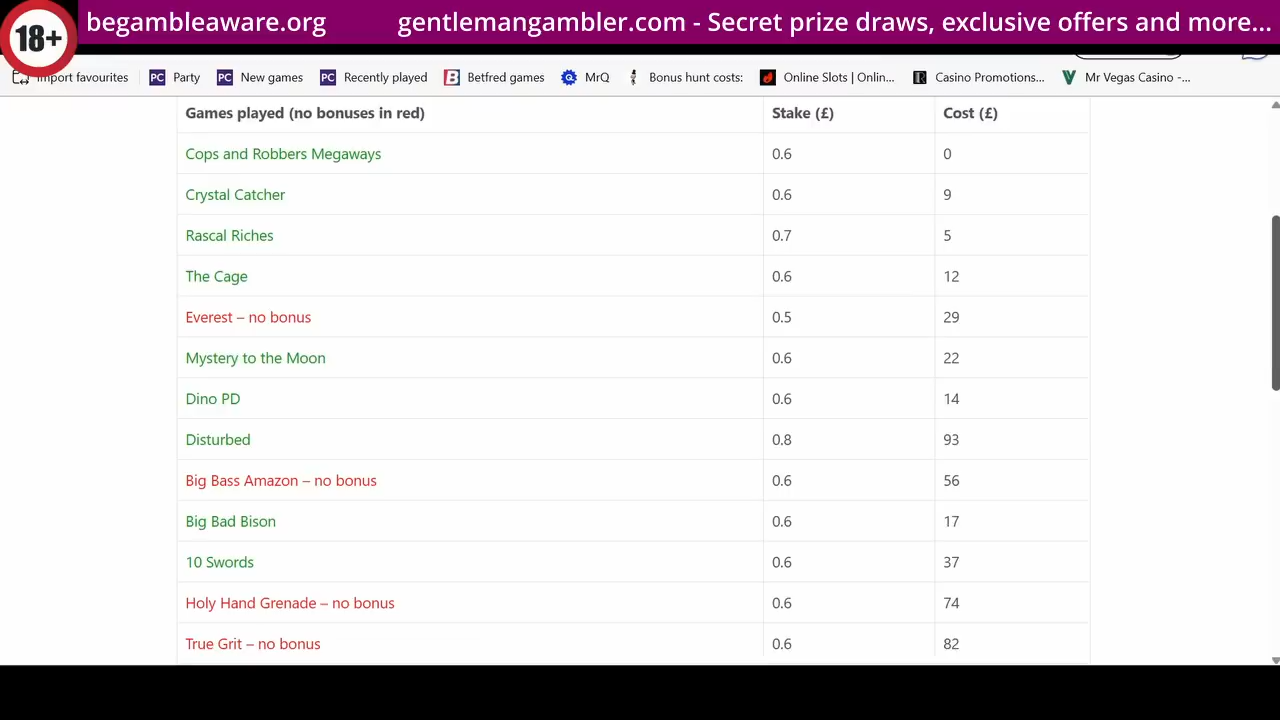 18+
begambleaware.org gentlemangambler.com - Secret prize draws, exclusive offers and more...
Import favourites PC Party PC New games PC Recently played B Betfred games MrQ Bonus hunt costs: Online Slots | Onlin... Casino Promotions... Mr Vegas Casino -...
Games played (no bonuses in red) Stake (£) Cost (£)
Cops and Robbers Megaways 0.6 0
Crystal Catcher 0.6 9
Rascal Riches 0.7 5
The Cage 0.6 12
Everest – no bonus 0.5 29
Mystery to the Moon 0.6 22
Dino PD 0.6 14
Disturbed 0.8 93
Big Bass Amazon – no bonus 0.6 56
Big Bad Bison 0.6 17
10 Swords 0.6 37
Holy Hand Grenade – no bonus 0.6 74
True Grit – no bonus 0.6 82